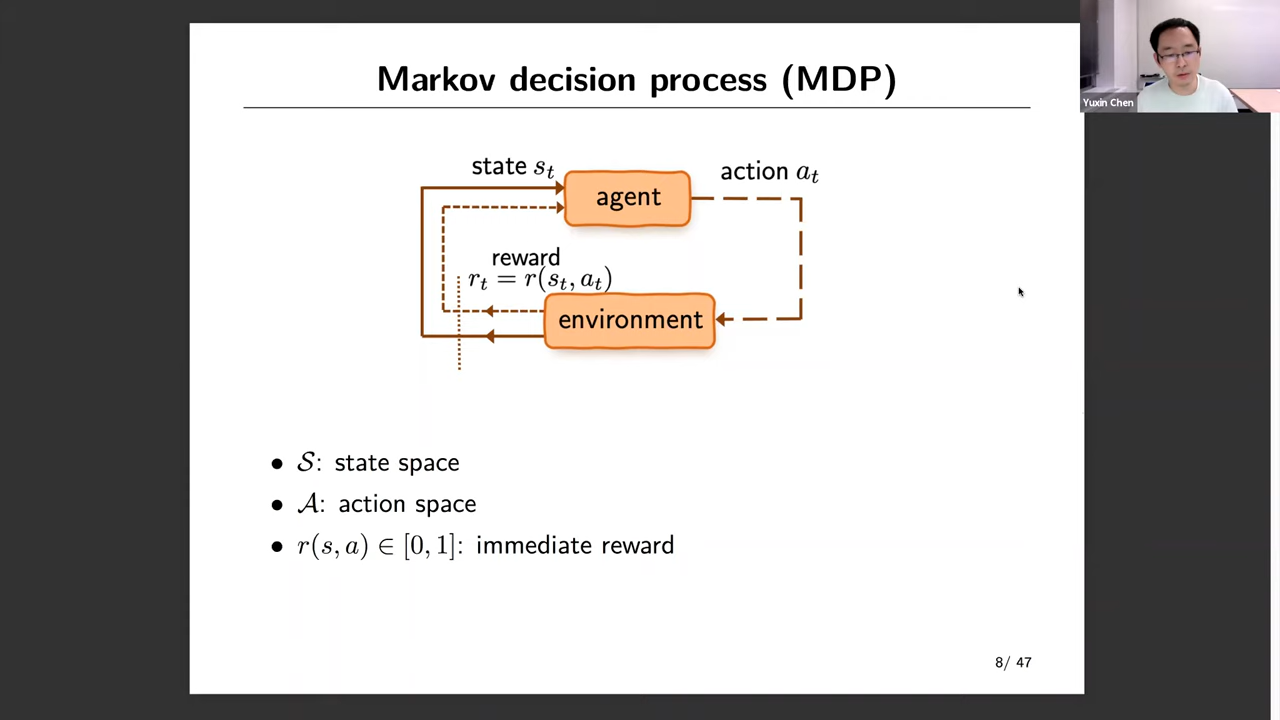 Markov decision process (MDP)
state s_t
action a_t
agent
reward
r_t = r(s_t, a_t)
environment
• 𝒮: state space
• 𝒜: action space
• r(s, a) ∈ [0, 1]: immediate reward
8/ 47
Yuxin Chen